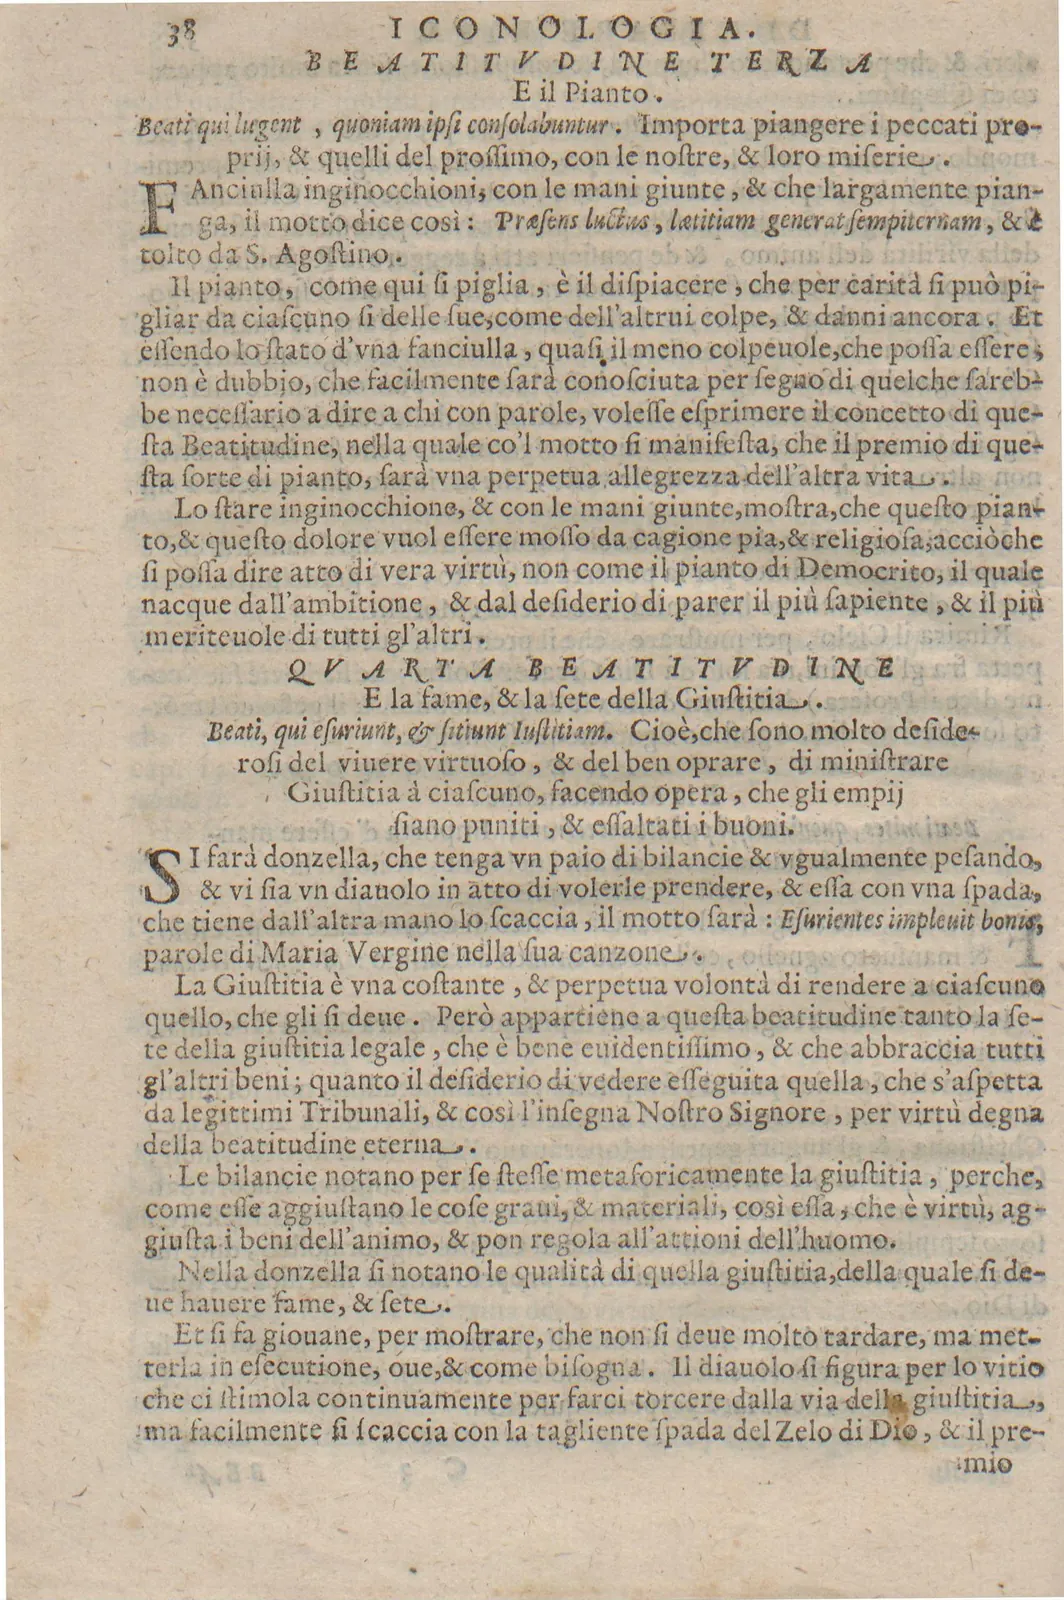 38 ICONOLOGIA.
BEATITVDINE TERZA
E il Pianto.
Beati qui lugent , quoniam ipſi conſolabuntur. Importa piangere i peccati pro-
prij, & quelli del proſſimo, con le noſtre, & loro miſerie.
FAnciulla inginocchioni, con le mani giunte, & che largamente pian-
ga, il motto dice così : Præſens luctus, lætitiam generat ſempiternam, & è
tolto da S. Agoſtino.
Il pianto, come qui ſi piglia, è il diſpiacere, che per carità ſi può pi-
gliar da ciaſcuno ſi delle ſue,come dell'altrui colpe, & danni ancora. Et
eſſendo lo ſtato d'vna fanciulla, quaſi il meno colpeuole,che poſſa eſſere;
non è dubbio, che facilmente ſarà conoſciuta per ſegno di quel che fareb-
be neceſſario a dire a chi con parole, voleſſe eſprimere il concetto di que-
ſta Beatitudine, nella quale co'l motto ſi manifeſta, che il premio di que-
ſta ſorte di pianto, ſarà vna perpetua allegrezza dell'altra vita.
Lo ſtare inginocchione, & con le mani giunte,moſtra,che queſto pian-
to,& queſto dolore vuol eſſere moſſo da cagione pia,& religioſa,acciòche
ſi poſſa dire atto di vera virtù, non come il pianto di Democrito, il quale
nacque dall'ambitione, & dal deſiderio di parer il più ſapiente, & il più
meriteuole di tutti gl'altri.
QVARTA BEATITVDINE
E la fame, & la ſete della Giuſtitia.
Beati, qui eſuriunt, & ſitiunt Iuſtitiam. Cioè,che ſono molto deſide-
roſi del viuere virtuoſo, & del ben oprare, di miniſtrare
Giuſtitia à ciaſcuno, facendo opera, che gli empij
ſiano puniti, & eſſaltati i buoni.
SI farà donzella, che tenga vn paio di bilancie & vgualmente peſando,
& vi ſia vn diauolo in atto di volerle prendere, & eſſa con vna ſpada,
che tiene dall'altra mano lo ſcaccia, il motto ſarà : Eſurientes impleuit bonis,
parole di Maria Vergine nella ſua canzone.
La Giuſtitia è vna coſtante, & perpetua volontà di rendere a ciaſcuno
quello, che gli ſi deue. Però appartiene a queſta beatitudine tanto la ſe-
te della giuſtitia legale, che è bene euidentiſſimo, & che abbraccia tutti
gl'altri beni; quanto il deſiderio di vedere eſſeguita quella, che s'aſpetta
da legittimi Tribunali, & così l'inſegna Noſtro Signore, per virtù degna
della beatitudine eterna.
Le bilancie notano per ſe ſteſſe metaforicamente la giuſtitia, perche,
come eſſe aggiuſtano le coſe graui, & materiali, così eſſa, che è virtù, ag-
giuſta i beni dell'animo, & pon regola all'attioni dell'huomo.
Nella donzella ſi notano le qualità di quella giuſtitia,della quale ſi de-
ue hauere fame, & ſete.
Et ſi fa giouane, per moſtrare, che non ſi deue molto tardare, ma met-
terla in eſecutione, oue,& come biſogna. Il diauolo ſi figura per lo vitio
che ci ſtimola continuamente per farci torcere dalla via della giuſtitia,
ma facilmente ſi ſcaccia con la tagliente ſpada del Zelo di Dio, & il pre-
mio